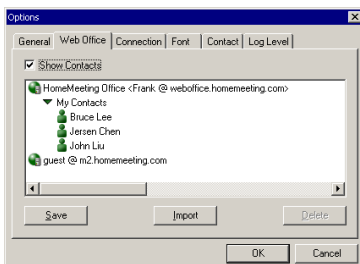 Options
General Web Office Connection Font Contact Log Level
Show Contacts
HomeMeeting Office <Frank @ weboffice.homemeeting.com>
My Contacts
Bruce Lee
Jersen Chen
John Liu
guest @ m2.homemeeting.com
Save Import Delete
OK Cancel